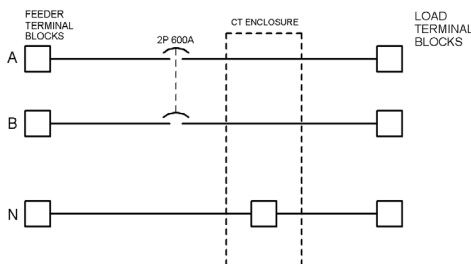 FEEDER
TERMINAL
BLOCKS
2P 600A
CT ENCLOSURE
LOAD
TERMINAL
BLOCKS
A
B
N